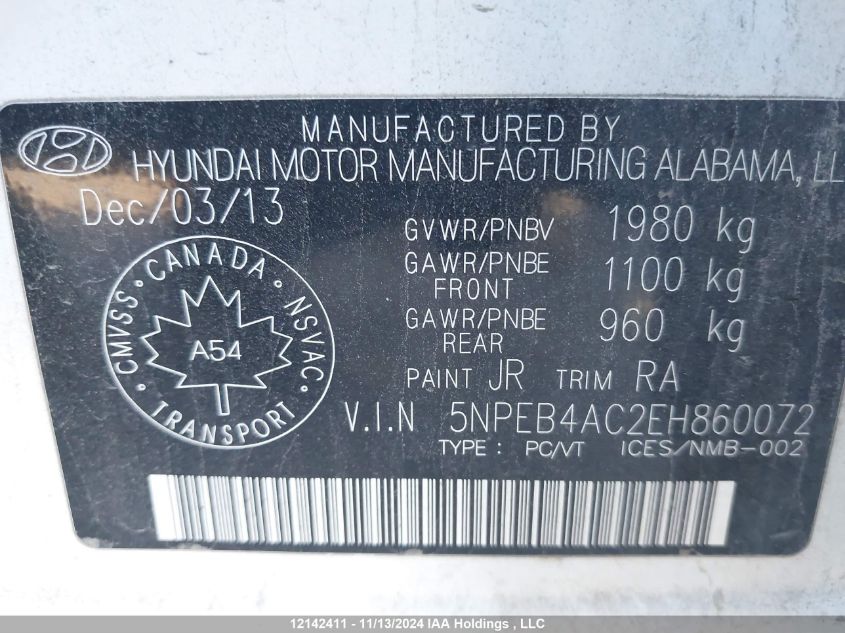 MANUFACTURED BY
HYUNDAI MOTOR MANUFACTURING ALABAMA, LL
Dec/03/13
GVWR/PNBV 1980 kg
GAWR/PNBE FRONT 1100 kg
GAWR/PNBE REAR 960 kg
PAINT JR TRIM RA
V.I.N 5NPEB4AC2EH860072
TYPE : PC/VT ICES/NMB-002
CANADA
CMVSS
NSVAC
A54
TRANSPORT
12142411 - 11/13/2024 IAA Holdings , LLC